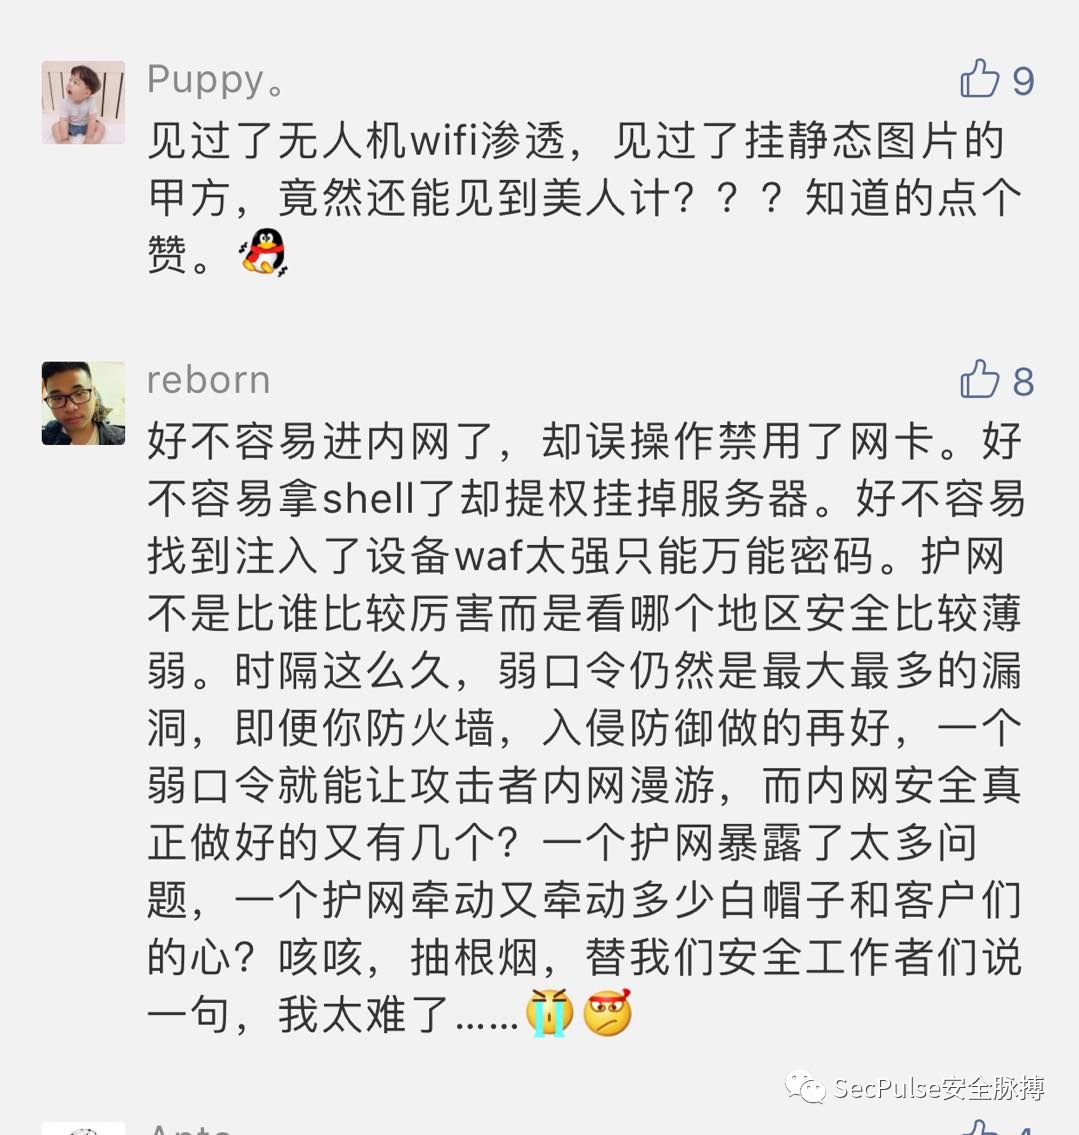 Puppy。
9
见过了无人机wifi渗透，见过了挂静态图片的
甲方，竟然还能见到美人计？？？知道的点个
赞。
reborn
8
好不容易进内网了，却误操作禁用了网卡。好
不容易拿shell了却提权挂掉服务器。好不容易
找到注入了设备waf太强只能万能密码。护网
不是比谁比较厉害而是看哪个地区安全比较薄
弱。时隔这么久，弱口令仍然是最大最多的漏
洞，即便你防火墙，入侵防御做的再好，一个
弱口令就能让攻击者内网漫游，而内网安全真
正做好的又有几个？一个护网暴露了太多问
题，一个护网牵动又牵动多少白帽子和客户们
的心？咳咳，抽根烟，替我们安全工作者们说
一句，我太难了……
SecPulse安全脉搏